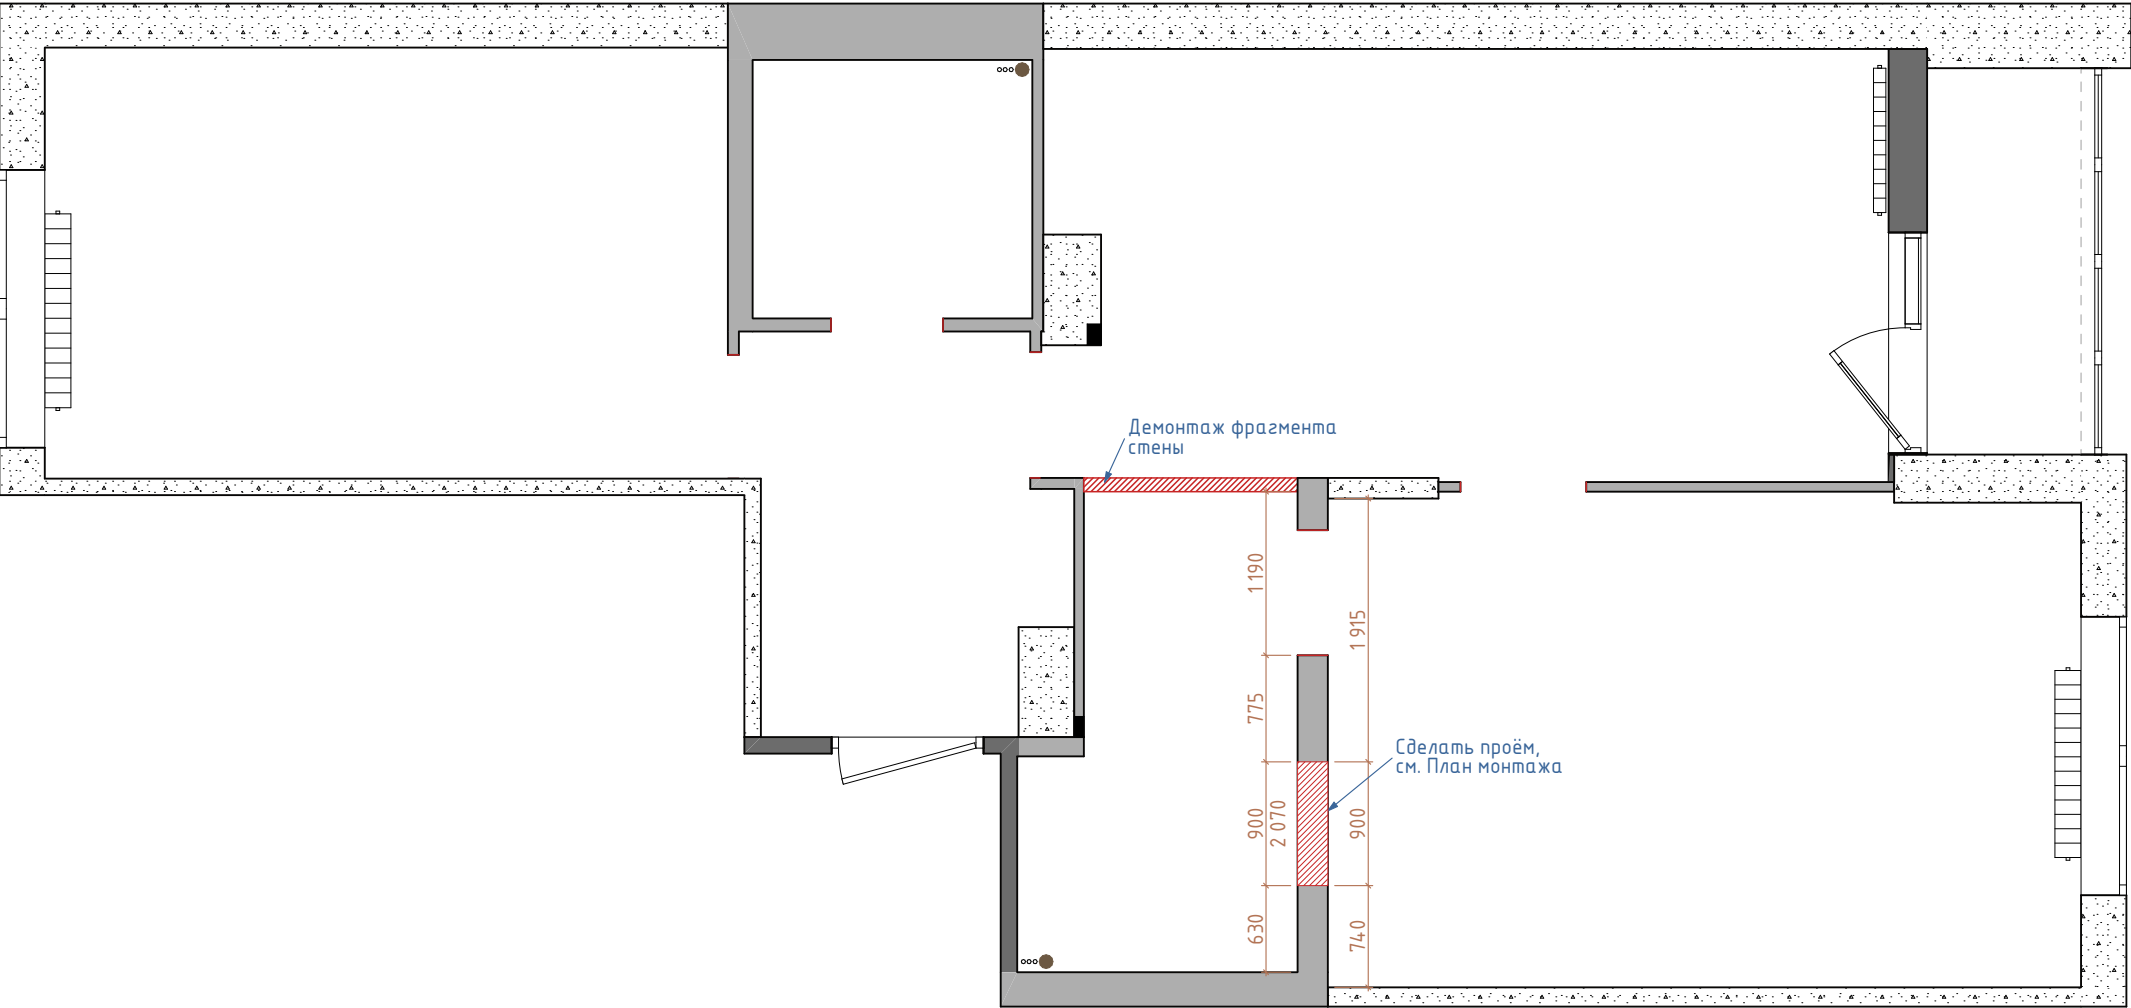 Демонтаж фрагмента
стены
1 190
1 915
775
Сделать проём,
см. План монтажа
900
2 070
900
630
740